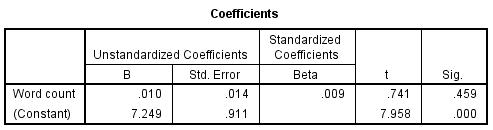 Coefficients
Unstandardized Coefficients
Standardized
Coefficients
B Std. Error Beta t Sig.
Word count .010 .014 .009 .741 .459
(Constant) 7.249 .911 7.958 .000